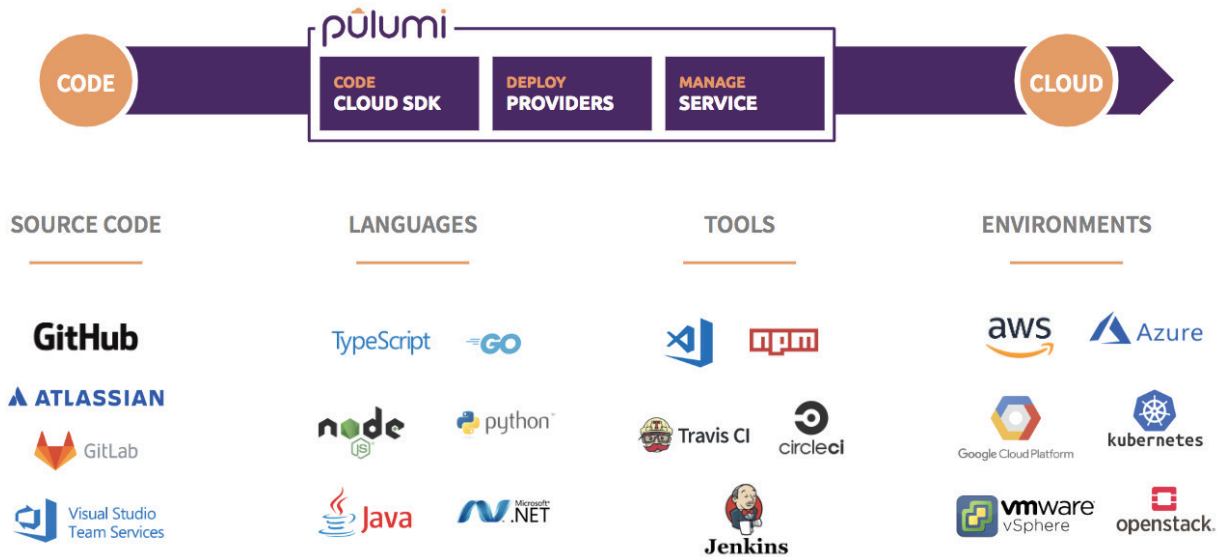 pulumi
CODE
CODE
CLOUD SDK
DEPLOY
PROVIDERS
MANAGE
SERVICE
CLOUD
SOURCE CODE
GitHub
ATLASSIAN
GitLab
Visual Studio
Team Services
LANGUAGES
TypeScript
GO
node
JS
python™
Java
Microsoft®
.NET
TOOLS
npm
T
Travis CI
circleci
Jenkins
ENVIRONMENTS
aws
Azure
Google Cloud Platform
kubernetes
vmware®
vSphere
openstack.